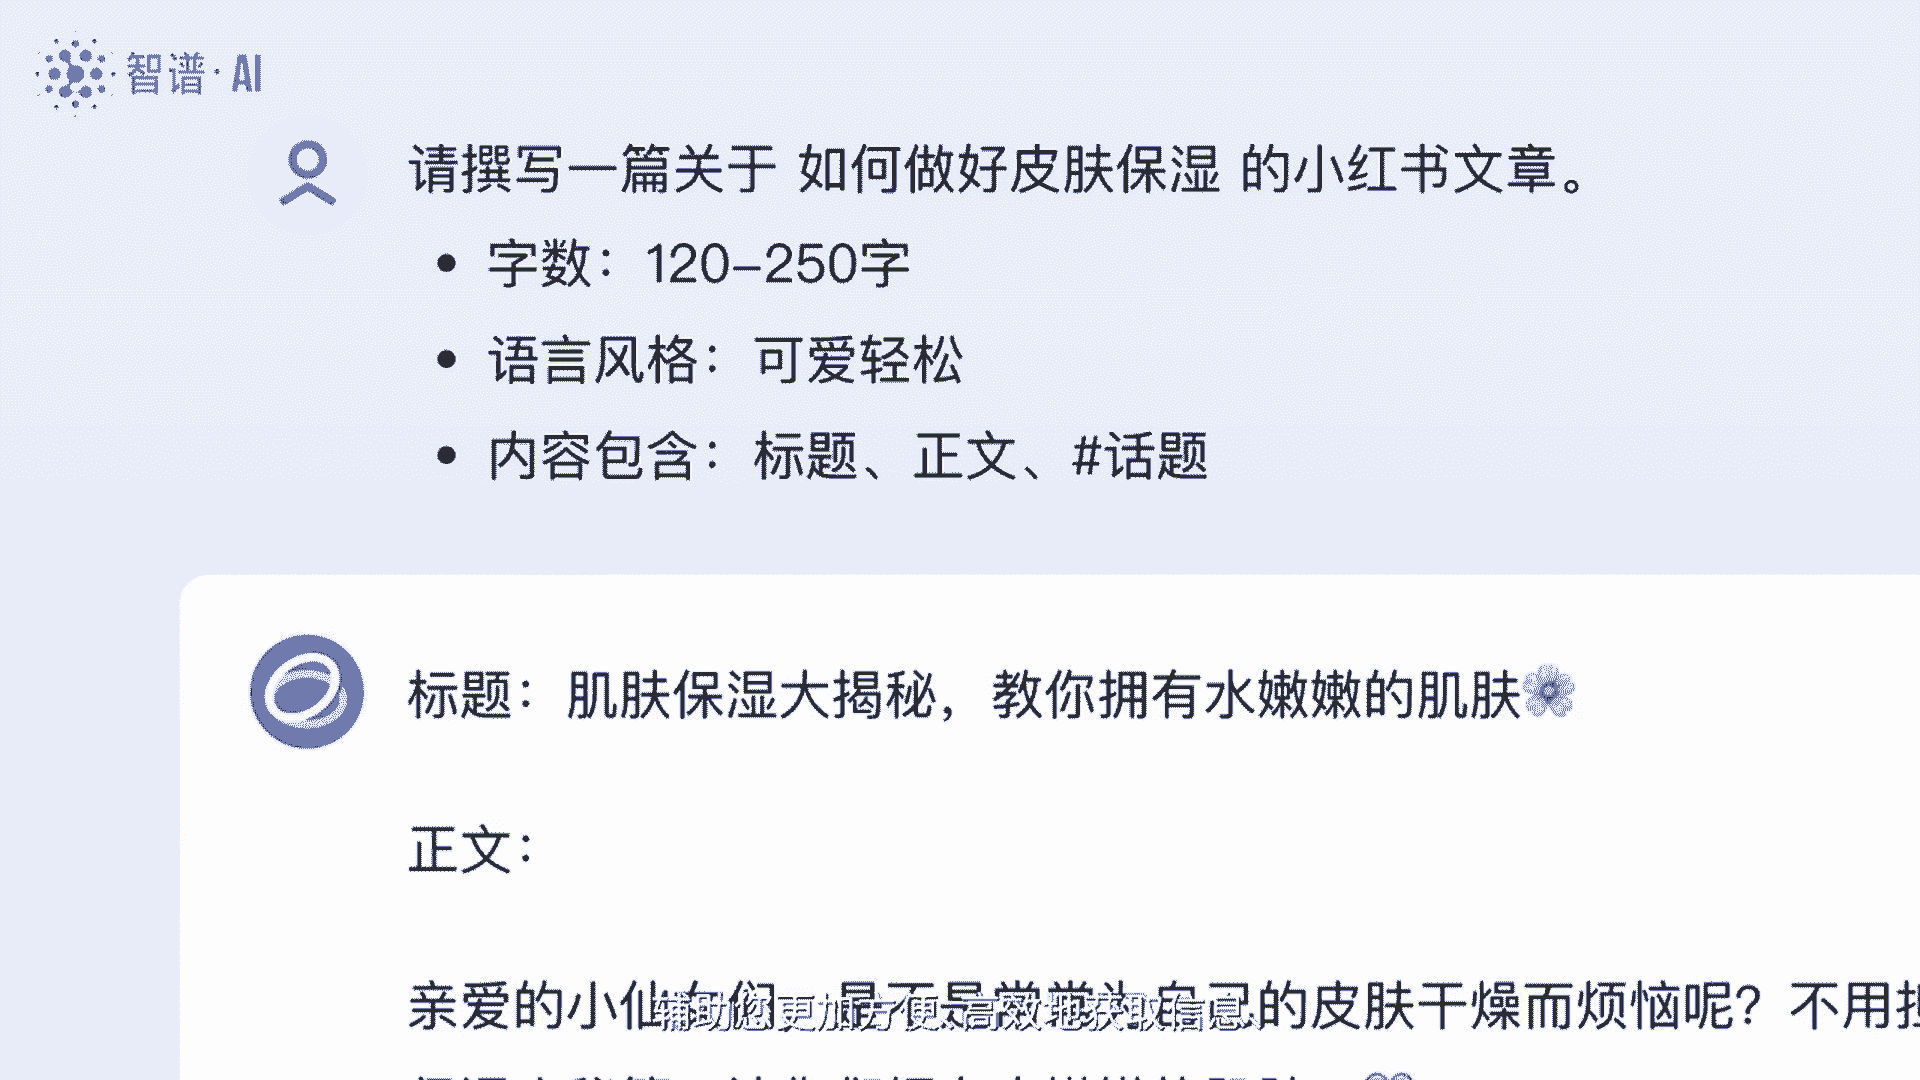 智谱·AI
请撰写一篇关于 如何做好皮肤保湿 的小红书文章。
• 字数：120-250字
• 语言风格：可爱轻松
• 内容包含：标题、正文、#话题
标题：肌肤保湿大揭秘，教你拥有水嫩嫩的肌肤🌸
正文：
亲爱的小仙女们，是不是常常为自己的皮肤干燥而烦恼呢？不用
辅助您更加方便、高效地获取信息、